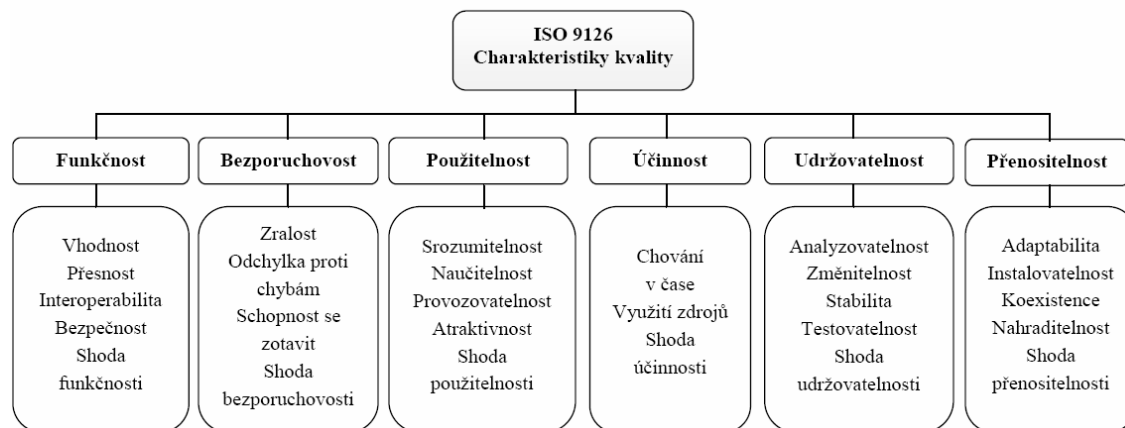 ISO 9126
Charakteristiky kvality
Funkčnost
Bezporuchovost
Použitelnost
Účinnost
Udržovatelnost
Přenositelnost
Vhodnost
Přesnost
Interoperabilita
Bezpečnost
Shoda
funkčnosti
Zralost
Odchylka proti
chybám
Schopnost se
zotavit
Shoda
bezporuchovosti
Srozumitelnost
Naučitelnost
Provozovatelnost
Atraktivnost
Shoda
použitelnosti
Chování
v čase
Využití zdrojů
Shoda
účinnosti
Analyzovatelnost
Změnitelnost
Stabilita
Testovatelnost
Shoda
udržovatelnosti
Adaptabilita
Instalovatelnost
Koexistence
Nahraditelnost
Shoda
přenositelnosti